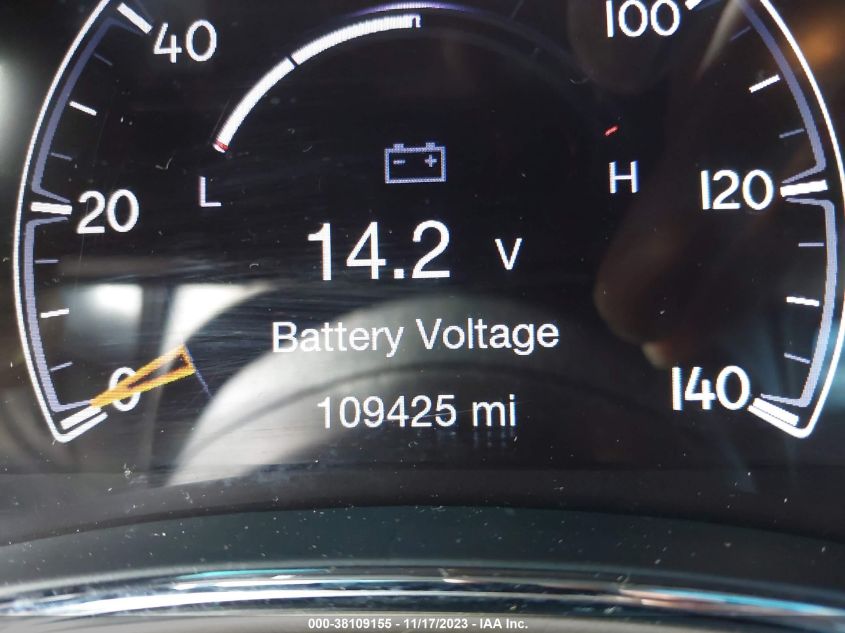 40
100
L
- +
H
20
120
14.2 V
Battery Voltage
0
140
109425 mi
000-38109155 - 11/17/2023 - IAA Inc.